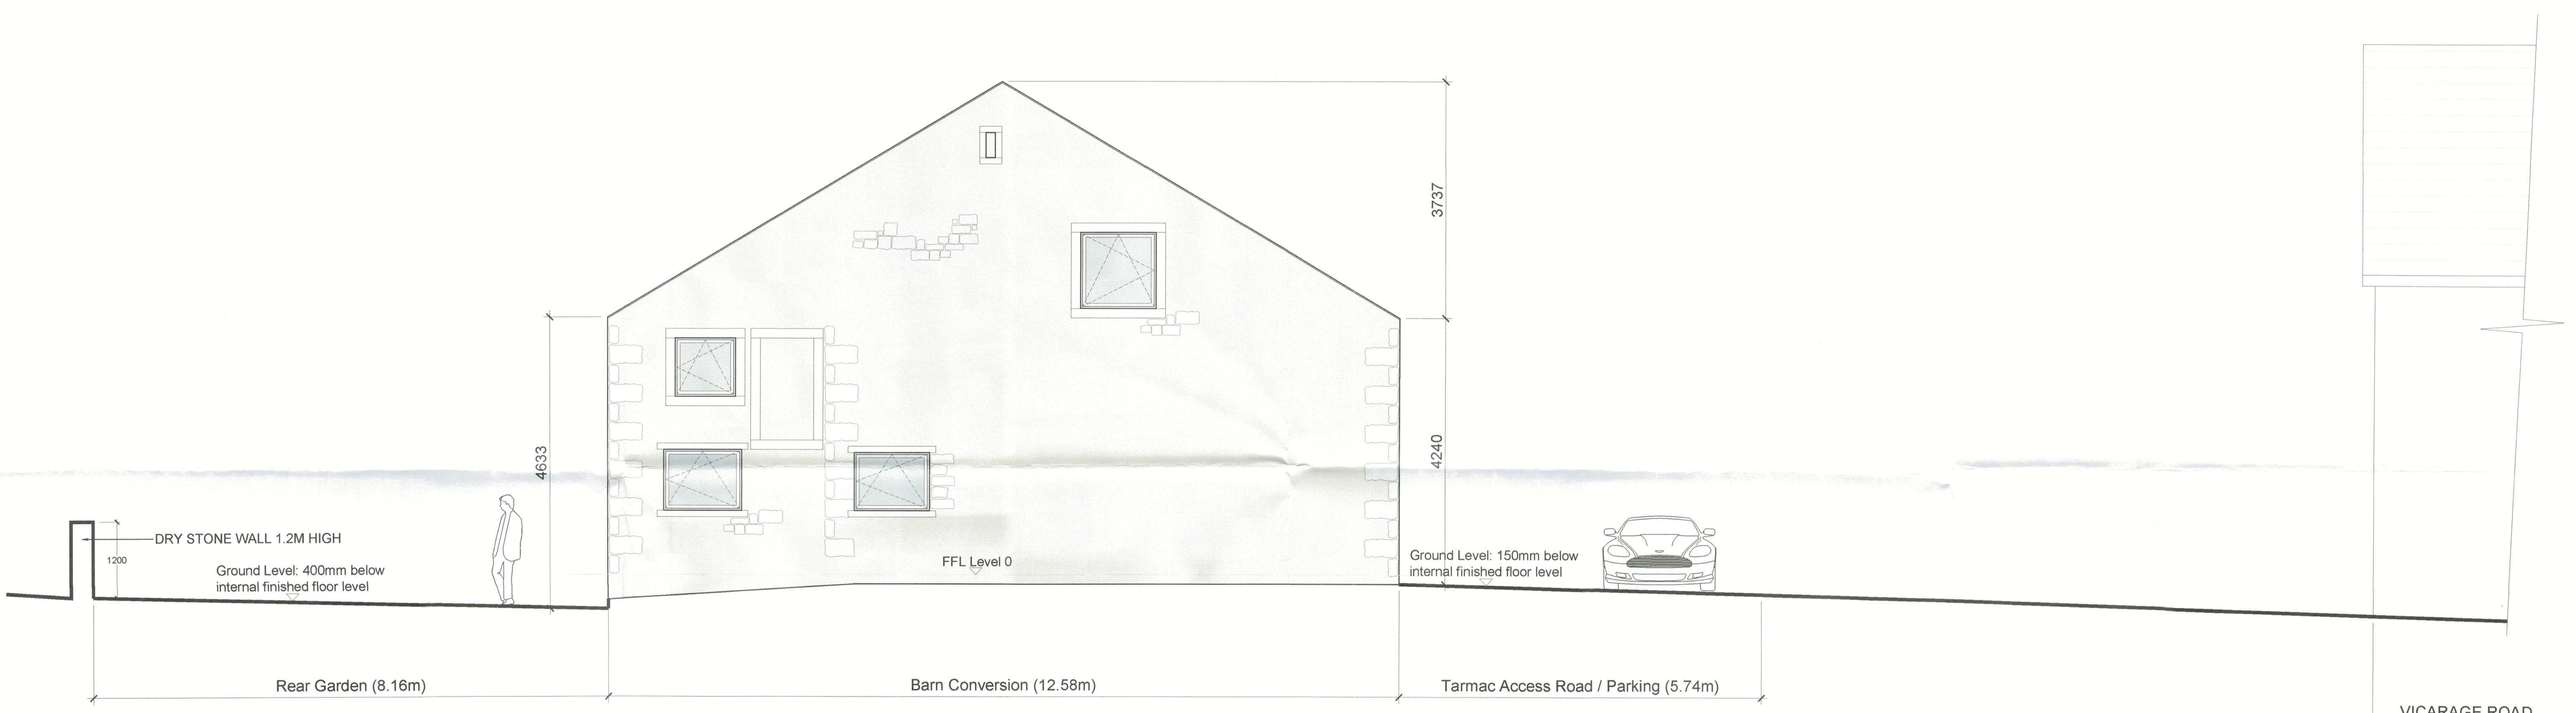 3737
4633
4240
DRY STONE WALL 1.2M HIGH
1200
Ground Level: 400mm below
internal finished floor level
FFL Level 0
Ground Level: 150mm below
internal finished floor level
Rear Garden (8.16m)
Barn Conversion (12.58m)
Tarmac Access Road / Parking (5.74m)
VICARAGE ROAD